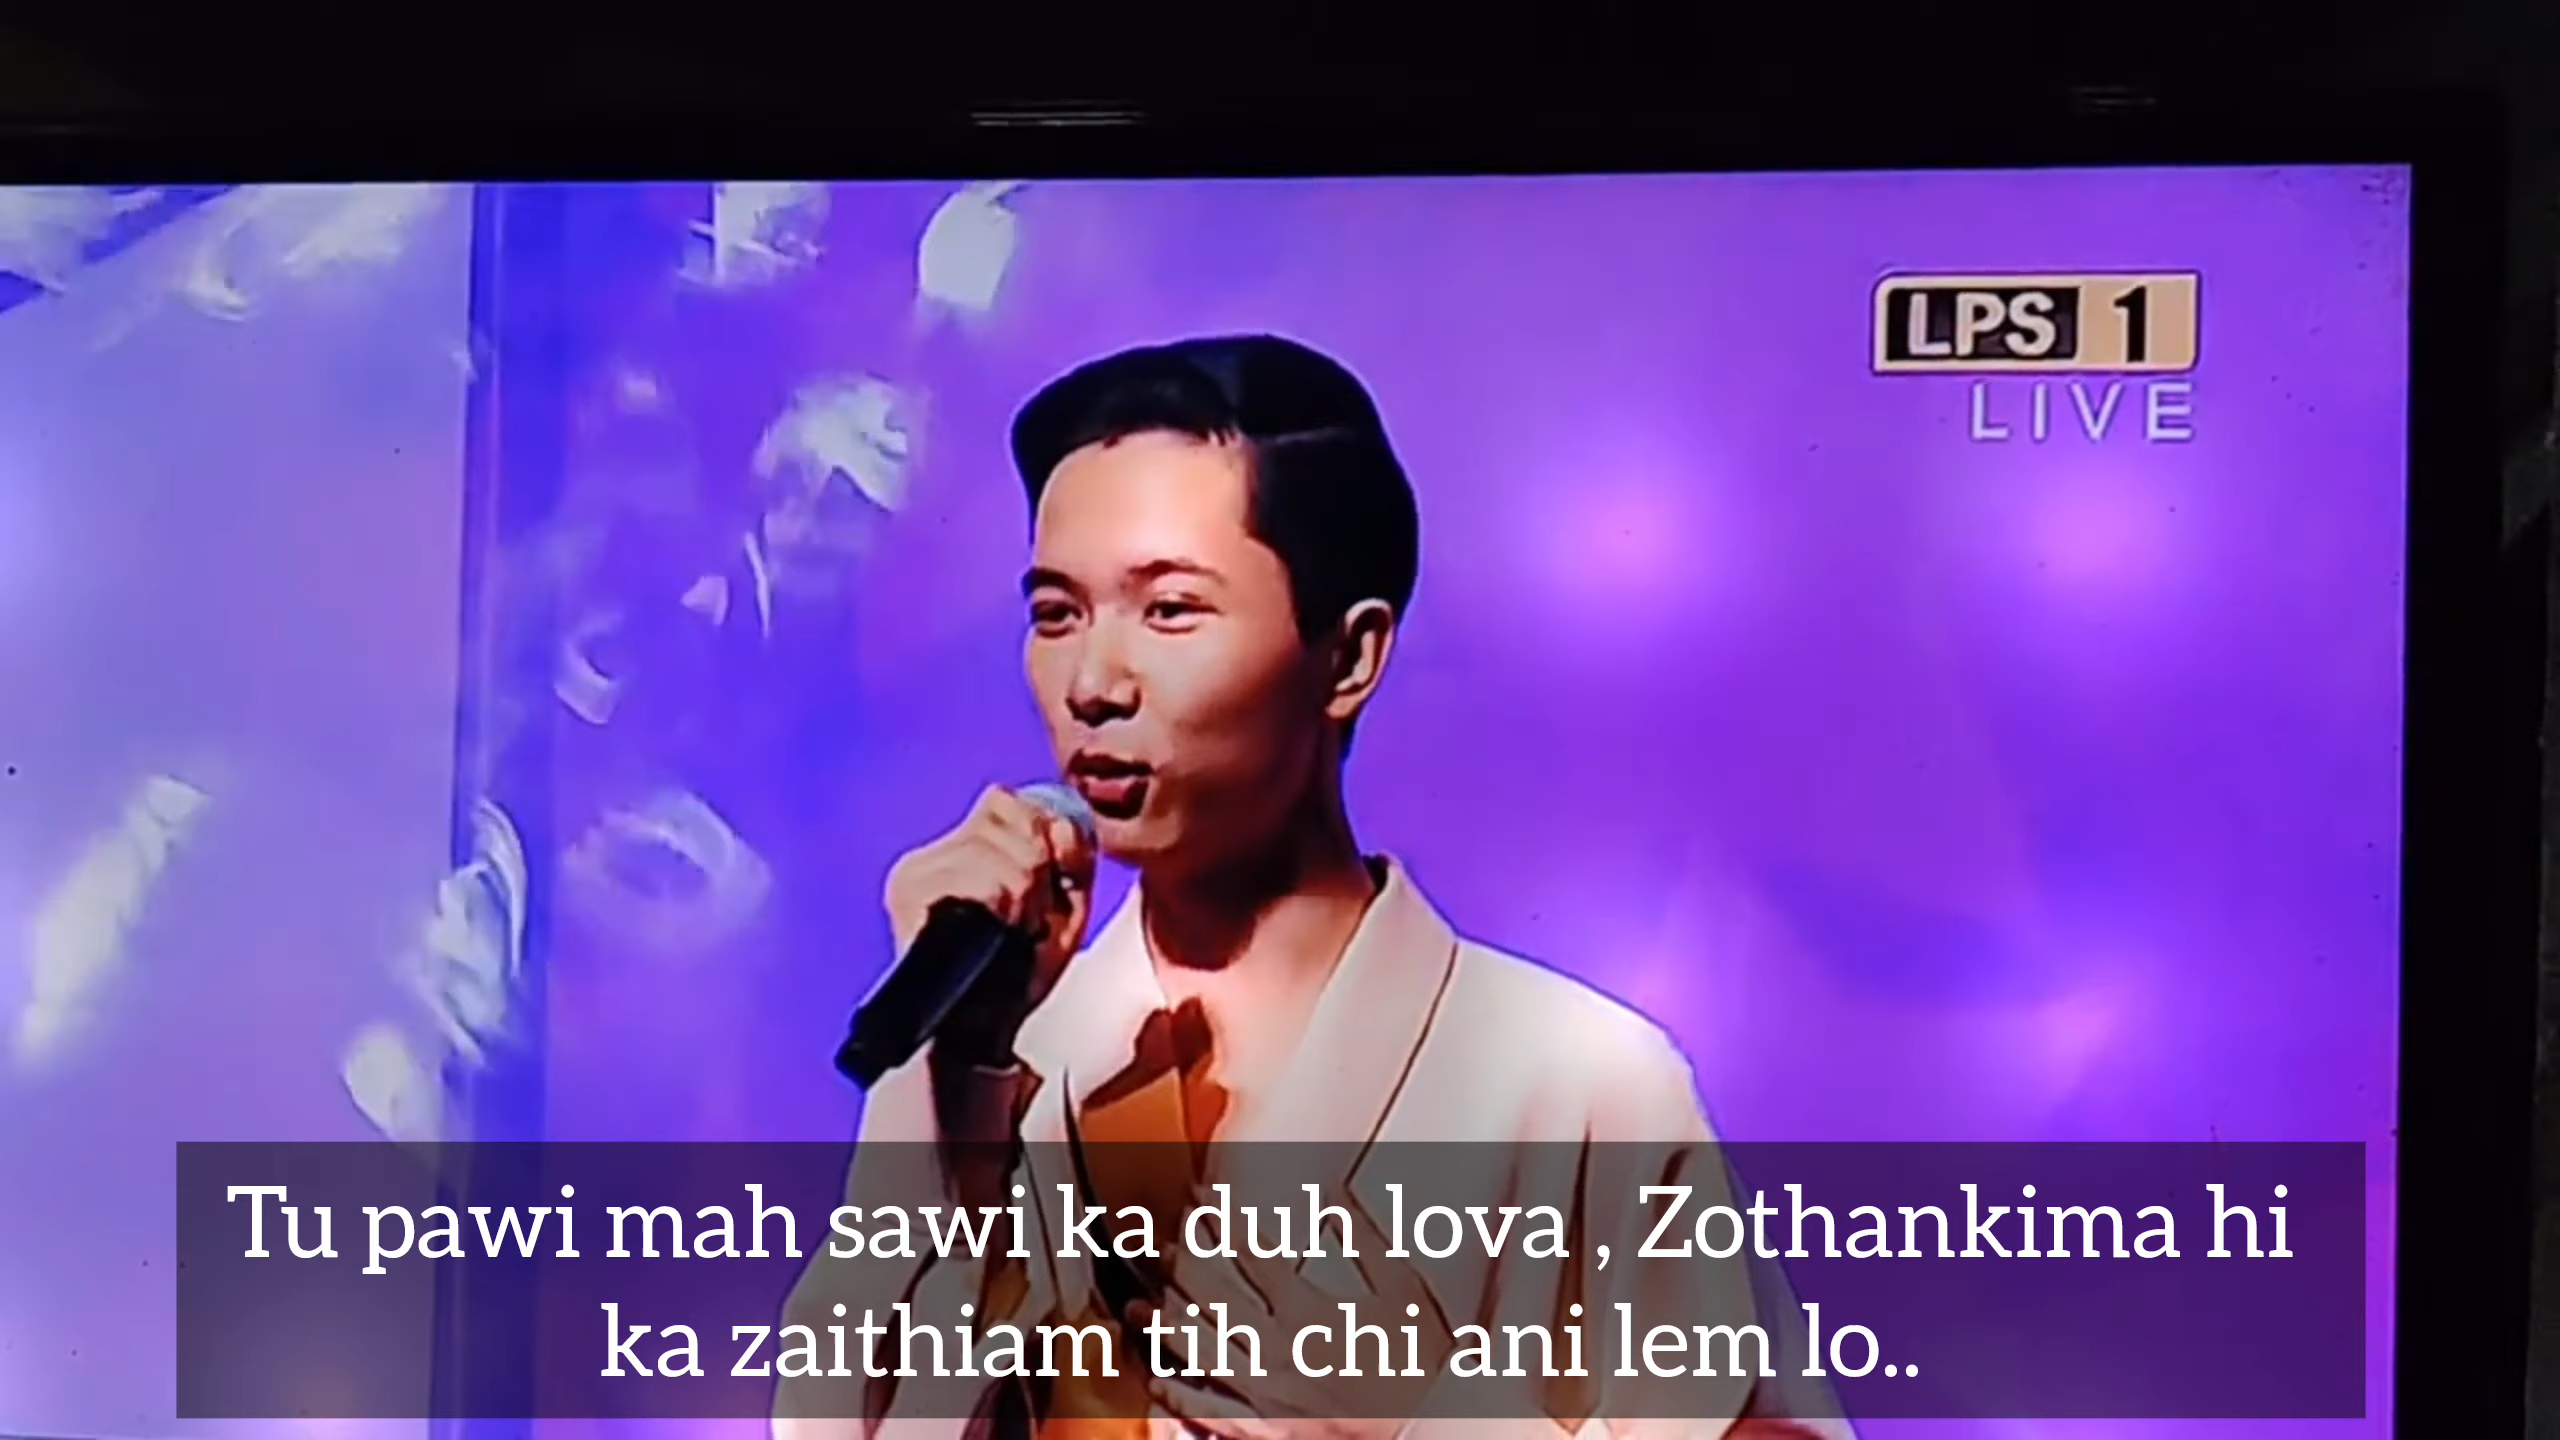 LPS 1
LIVE
Tu pawi mah sawi ka duh lova , Zothankima hi
ka zaithiam tih chi ani lem lo..